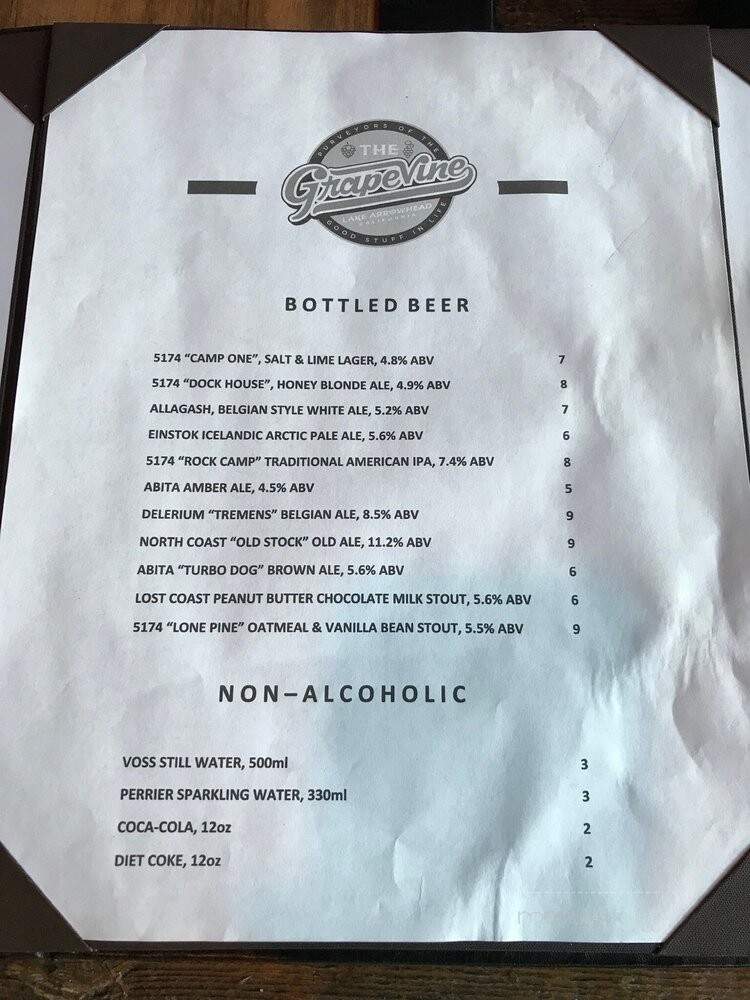 PURVEYORS OF THE
THE
GrapeVine
LAKE ARROWHEAD
CALIFORNIA
GOOD STUFF IN LIFE
BOTTLED BEER
5174 “CAMP ONE”, SALT & LIME LAGER, 4.8% ABV 7
5174 “DOCK HOUSE”, HONEY BLONDE ALE, 4.9% ABV 8
ALLAGASH, BELGIAN STYLE WHITE ALE, 5.2% ABV 7
EINSTOK ICELANDIC ARCTIC PALE ALE, 5.6% ABV 6
5174 “ROCK CAMP” TRADITIONAL AMERICAN IPA, 7.4% ABV 8
ABITA AMBER ALE, 4.5% ABV 5
DELERIUM “TREMENS” BELGIAN ALE, 8.5% ABV 9
NORTH COAST “OLD STOCK” OLD ALE, 11.2% ABV 9
ABITA “TURBO DOG” BROWN ALE, 5.6% ABV 6
LOST COAST PEANUT BUTTER CHOCOLATE MILK STOUT, 5.6% ABV 6
5174 “LONE PINE” OATMEAL & VANILLA BEAN STOUT, 5.5% ABV 9
NON–ALCOHOLIC
VOSS STILL WATER, 500ml 3
PERRIER SPARKLING WATER, 330ml 3
COCA-COLA, 12oz 2
DIET COKE, 12oz 2